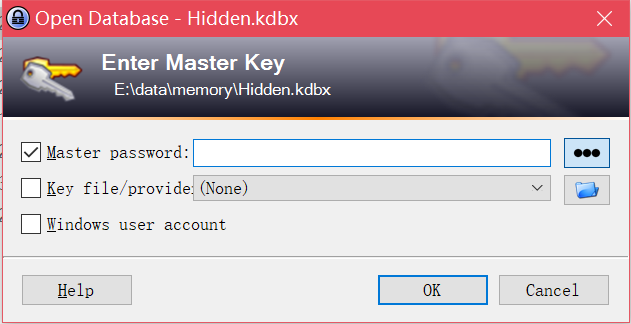 Open Database - Hidden.kdbx
Enter Master Key
E:\data\memory\Hidden.kdbx
Master password:
Key file/provide
(None)
Windows user account
Help
OK
Cancel